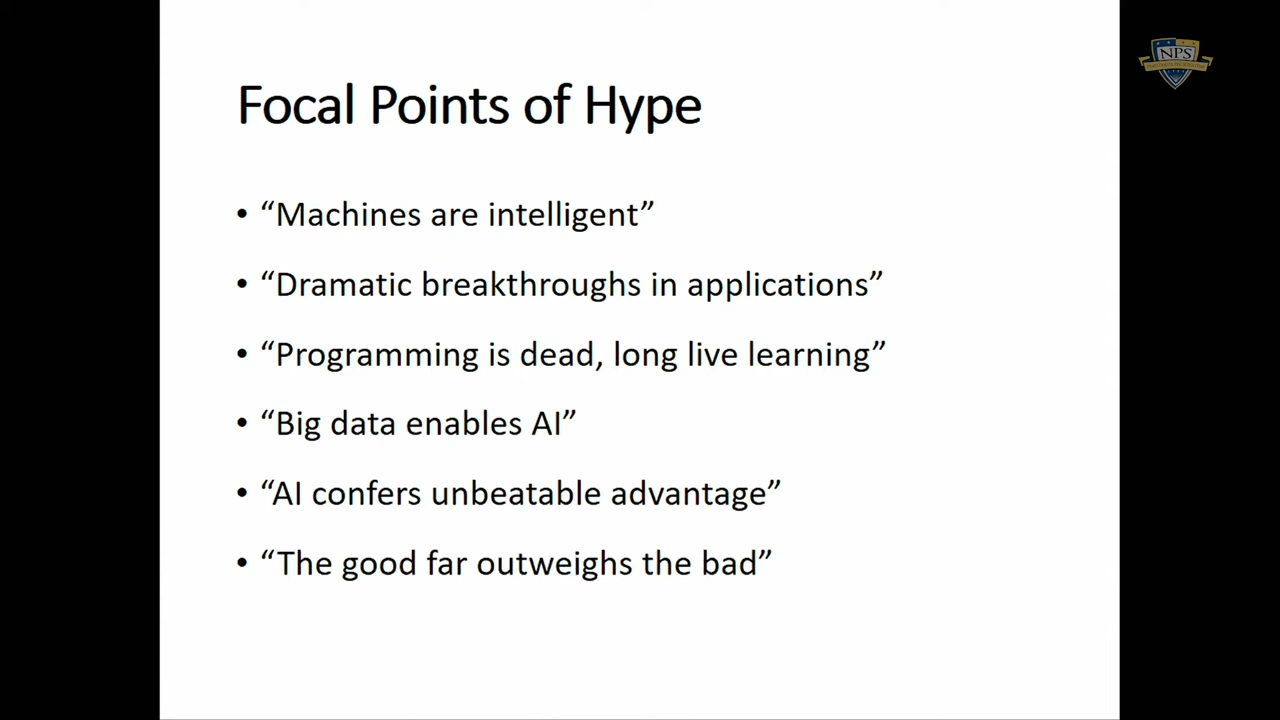 NPS
Focal Points of Hype
• “Machines are intelligent”
• “Dramatic breakthroughs in applications”
• “Programming is dead, long live learning”
• “Big data enables AI”
• “AI confers unbeatable advantage”
• “The good far outweighs the bad”